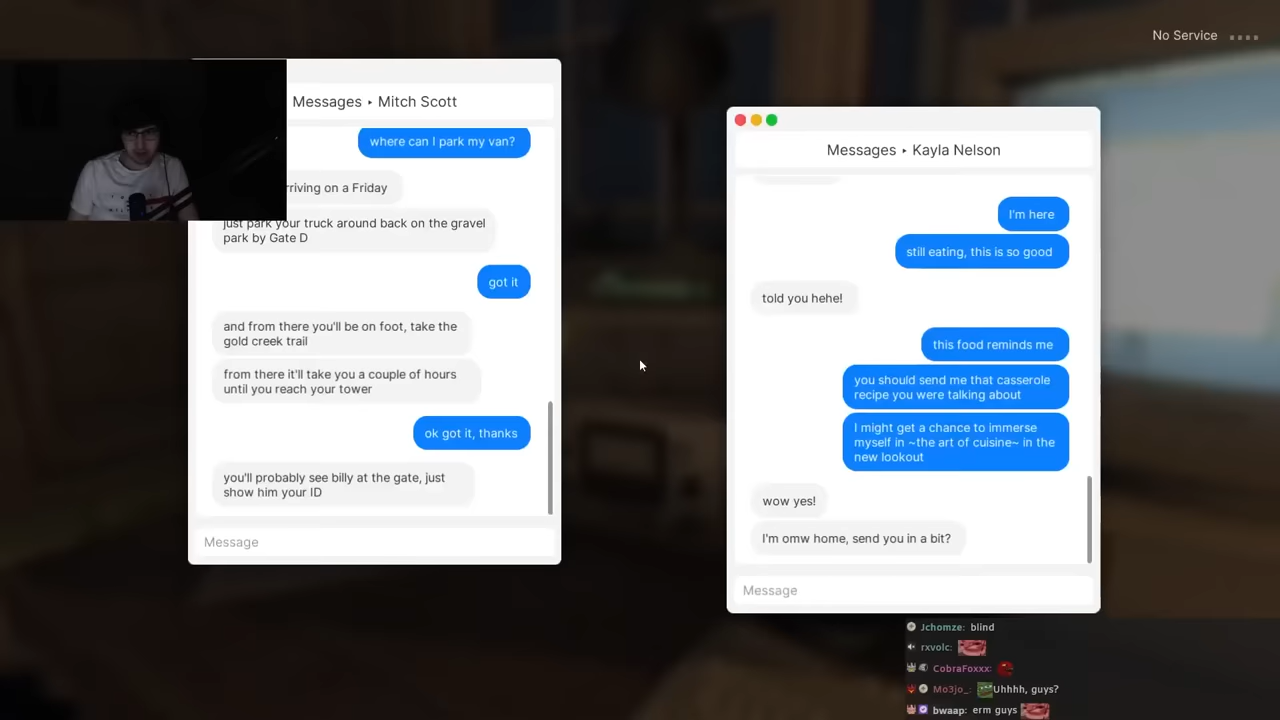 No Service
Messages ▸ Mitch Scott
where can I park my van?
rriving on a Friday
just park your truck around back on the gravel
park by Gate D
got it
and from there you'll be on foot, take the
gold creek trail
from there it'll take you a couple of hours
until you reach your tower
ok got it, thanks
you'll probably see billy at the gate, just
show him your ID
Message
Messages ▸ Kayla Nelson
I'm here
still eating, this is so good
told you hehe!
this food reminds me
you should send me that casserole
recipe you were talking about
I might get a chance to immerse
myself in ~the art of cuisine~ in the
new lookout
wow yes!
I'm omw home, send you in a bit?
Message
Jchomze: blind
rxvolc:
CobraFoxxx:
Mo3jo_: Uhhhh, guys?
bwaap: erm guys